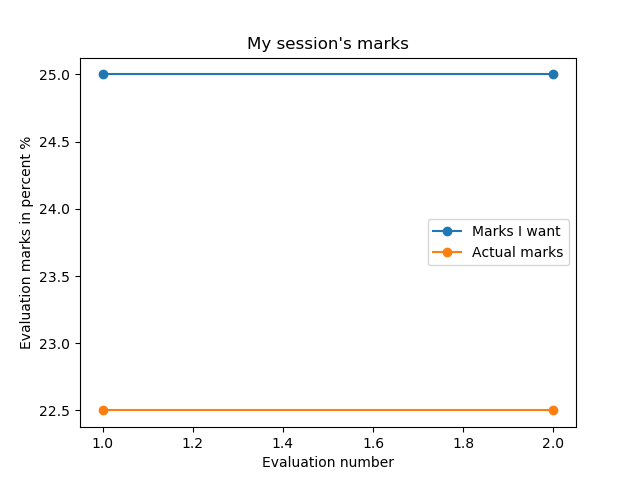 My session's marks
Evaluation marks in percent %
25.0
24.5
24.0
23.5
23.0
22.5
Marks I want
Actual marks
1.0 1.2 1.4 1.6 1.8 2.0
Evaluation number